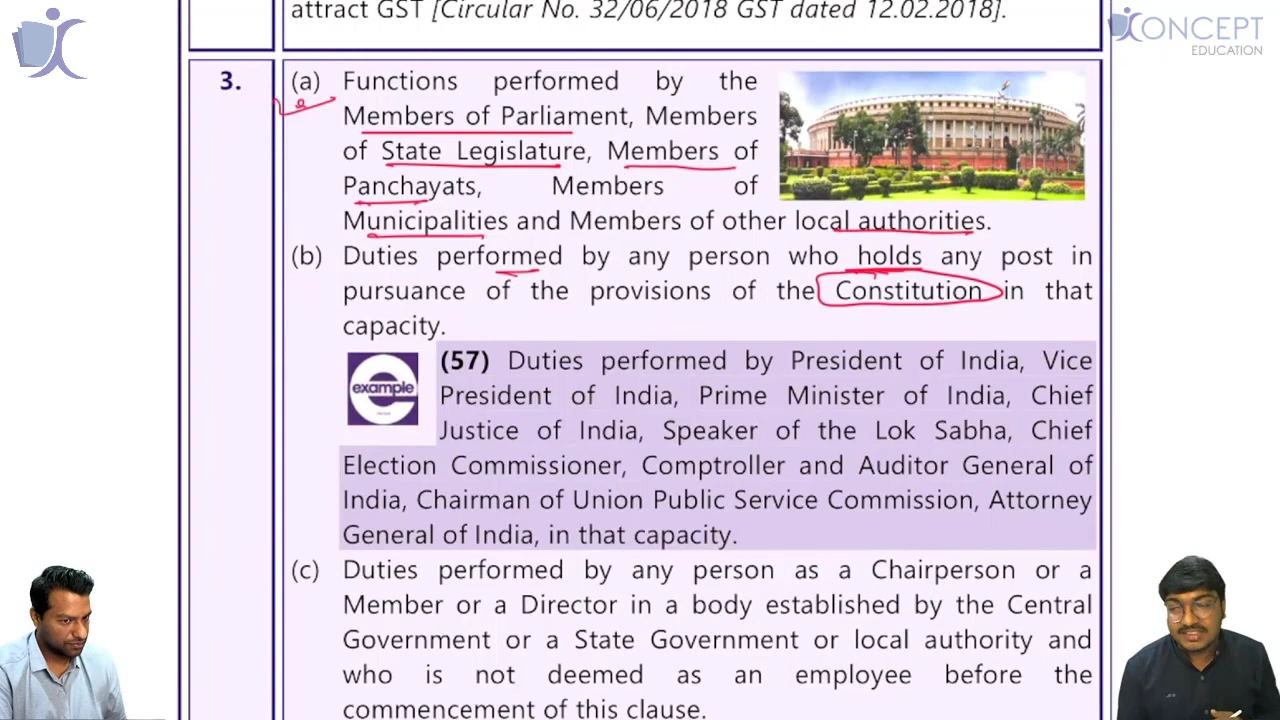 attract GST [Circular No. 32/06/2018 GST dated 12.02.2018].
ICONCEPT
EDUCATION
3.
(a) Functions performed by the
Members of Parliament, Members
of State Legislature, Members of
Panchayats, Members of
Municipalities and Members of other local authorities.
(b) Duties performed by any person who holds any post in
pursuance of the provisions of the Constitution in that
capacity.
example
(57) Duties performed by President of India, Vice
President of India, Prime Minister of India, Chief
Justice of India, Speaker of the Lok Sabha, Chief
Election Commissioner, Comptroller and Auditor General of
India, Chairman of Union Public Service Commission, Attorney
General of India, in that capacity.
(c) Duties performed by any person as a Chairperson or a
Member or a Director in a body established by the Central
Government or a State Government or local authority and
who is not deemed as an employee before the
commencement of this clause.